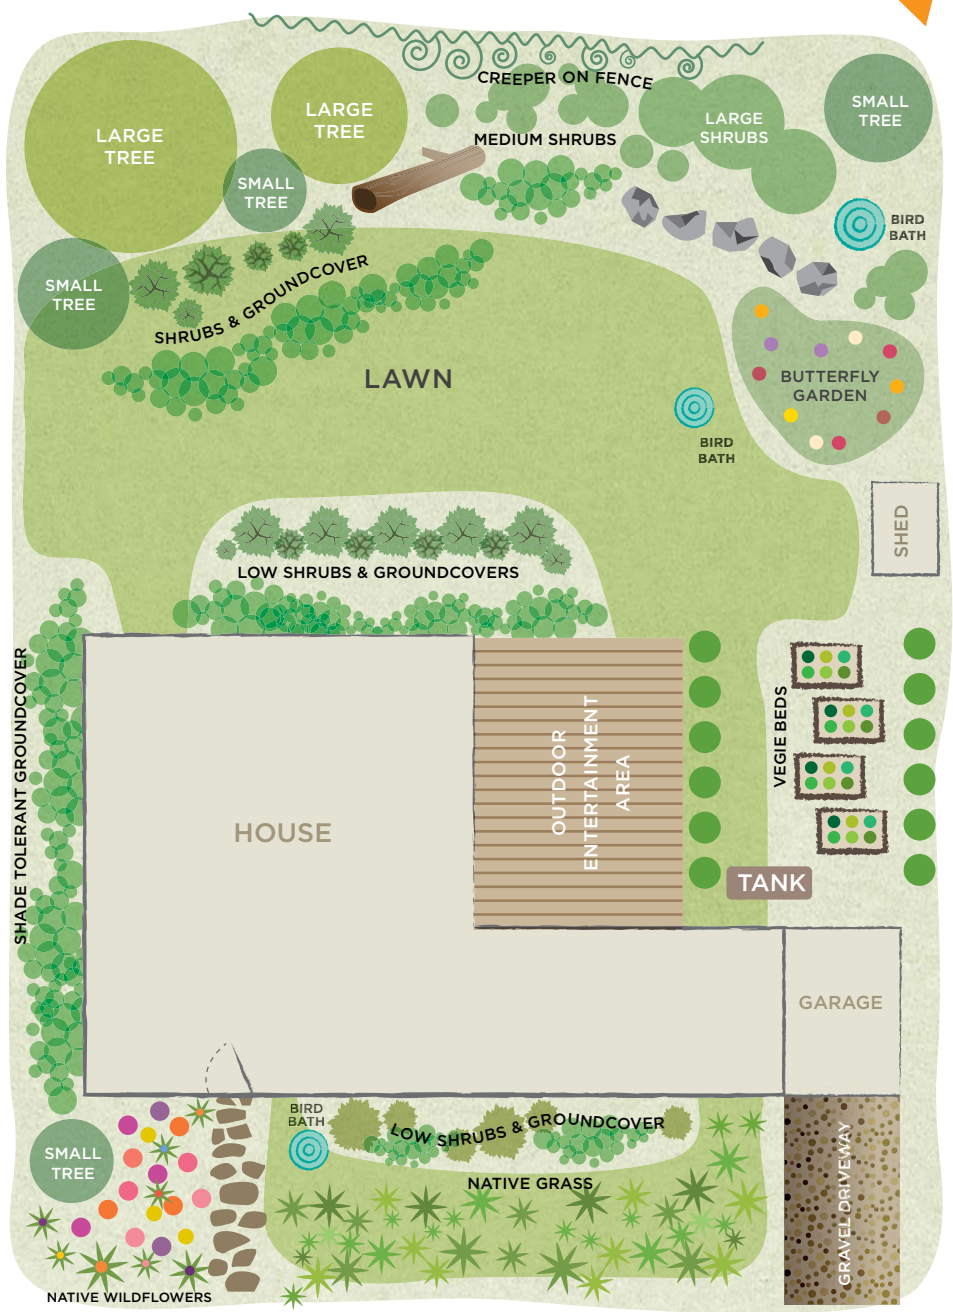 CREEPER ON FENCE
LARGE
TREE
LARGE
TREE
SMALL
TREE
LARGE
SHRUBS
MEDIUM SHRUBS
SMALL
TREE
BIRD
BATH
SMALL
TREE
SHRUBS & GROUNDCOVER
LAWN
BUTTERFLY
GARDEN
BIRD
BATH
SHED
LOW SHRUBS & GROUNDCOVERS
SHADE TOLERANT GROUNDCOVER
HOUSE
OUTDOOR
ENTERTAINMENT
AREA
VEGIE BEDS
TANK
GARAGE
BIRD
BATH
LOW SHRUBS & GROUNDCOVER
SMALL
TREE
NATIVE GRASS
GRAVEL DRIVEWAY
NATIVE WILDFLOWERS